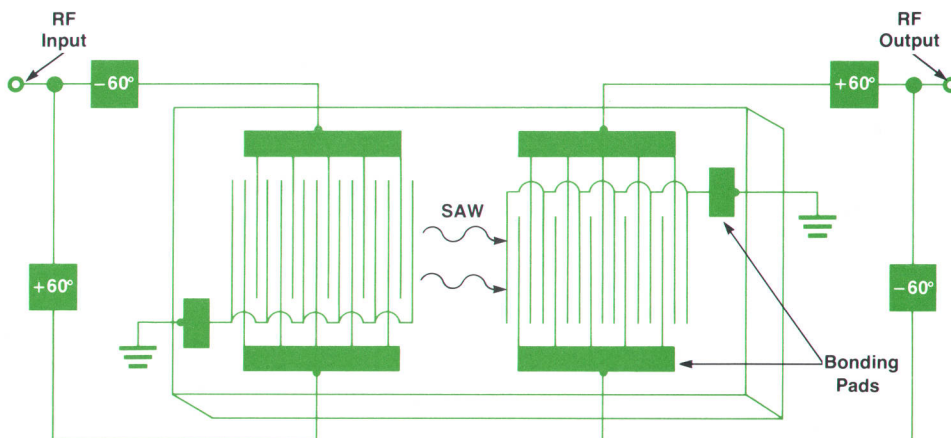 RF
Input
RF
Output
−60°
+60°
SAW
+60°
−60°
Bonding
Pads